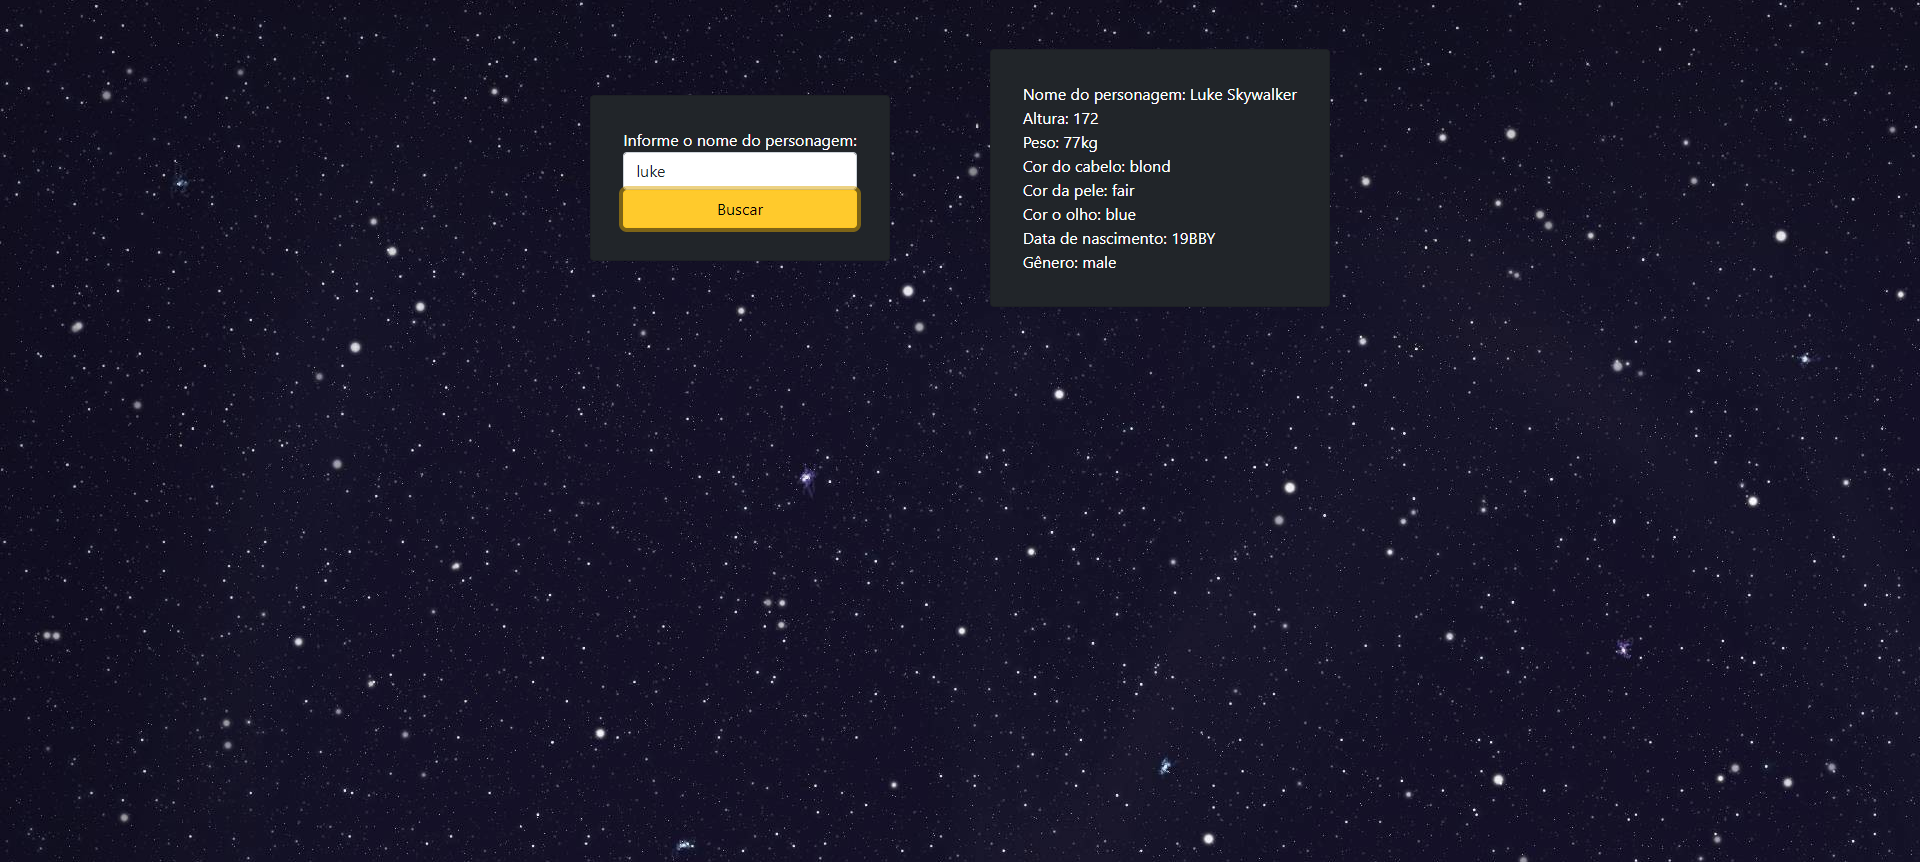 Informe o nome do personagem:
luke
Buscar
Nome do personagem: Luke Skywalker
Altura: 172
Peso: 77kg
Cor do cabelo: blond
Cor da pele: fair
Cor o olho: blue
Data de nascimento: 19BBY
Gênero: male